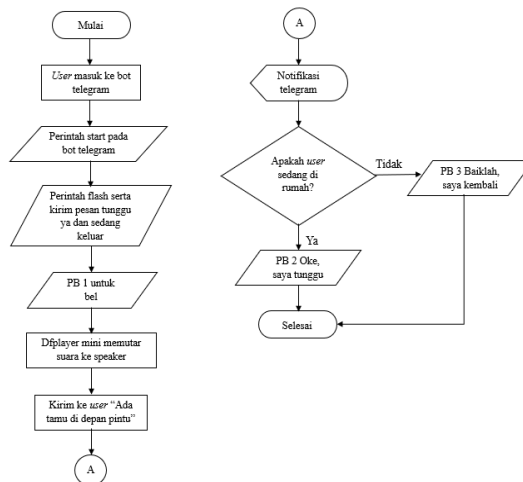 Mulai
User masuk ke bot
telegram
Perintah start pada
bot telegram
Perintah flash serta
kirim pesan tunggu
ya dan sedang
keluar
PB 1 untuk
bel
Dfplayer mini memutar
suara ke speaker
Kirim ke user “Ada
tamu di depan pintu”
A
A
Notifikasi
telegram
Apakah user
sedang di
rumah?
Tidak
PB 3 Baiklah,
saya kembali
Ya
PB 2 Oke,
saya tunggu
Selesai